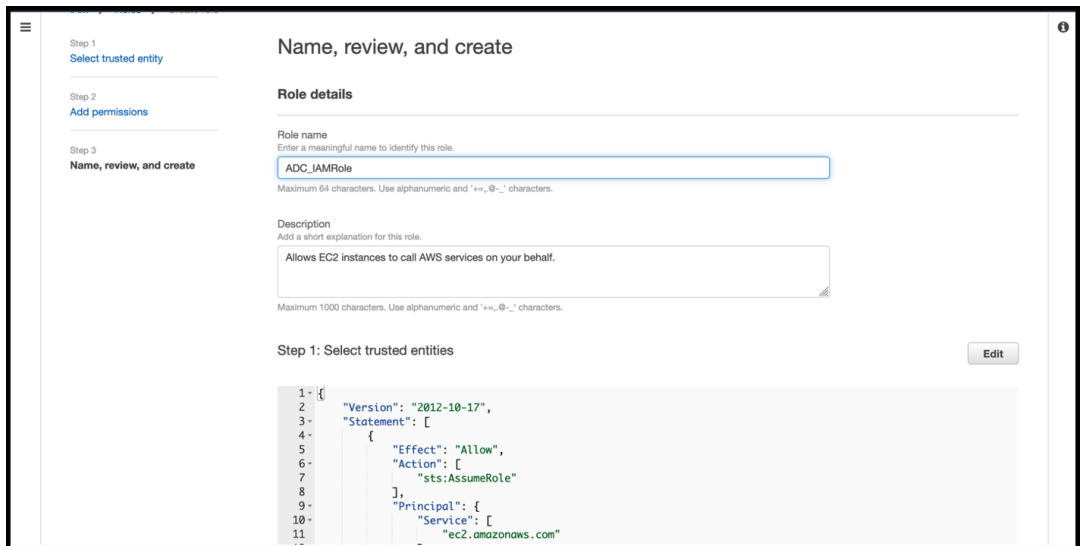 Step 1
Select trusted entity
Step 2
Add permissions
Step 3
Name, review, and create
Name, review, and create
Role details
Role name
Enter a meaningful name to identify this role.
ADC_IAMRole
Maximum 64 characters. Use alphanumeric and '+=,.@-_' characters.
Description
Add a short explanation for this role.
Allows EC2 instances to call AWS services on your behalf.
Maximum 1000 characters. Use alphanumeric and '+=,.@-_' characters.
Step 1: Select trusted entities
Edit
1 {
2 "Version": "2012-10-17",
3 "Statement": [
4 {
5 "Effect": "Allow",
6 "Action": [
7 "sts:AssumeRole"
8 ],
9 "Principal": {
10 "Service": [
11 "ec2.amazonaws.com"